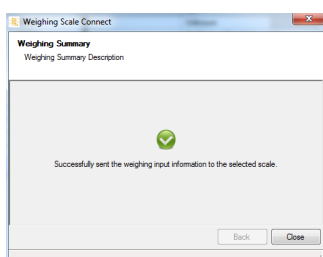 Weighing Scale Connect
Weighing Summary
Weighing Summary Description
Successfully sent the weighing input information to the selected scale.
Back
Close